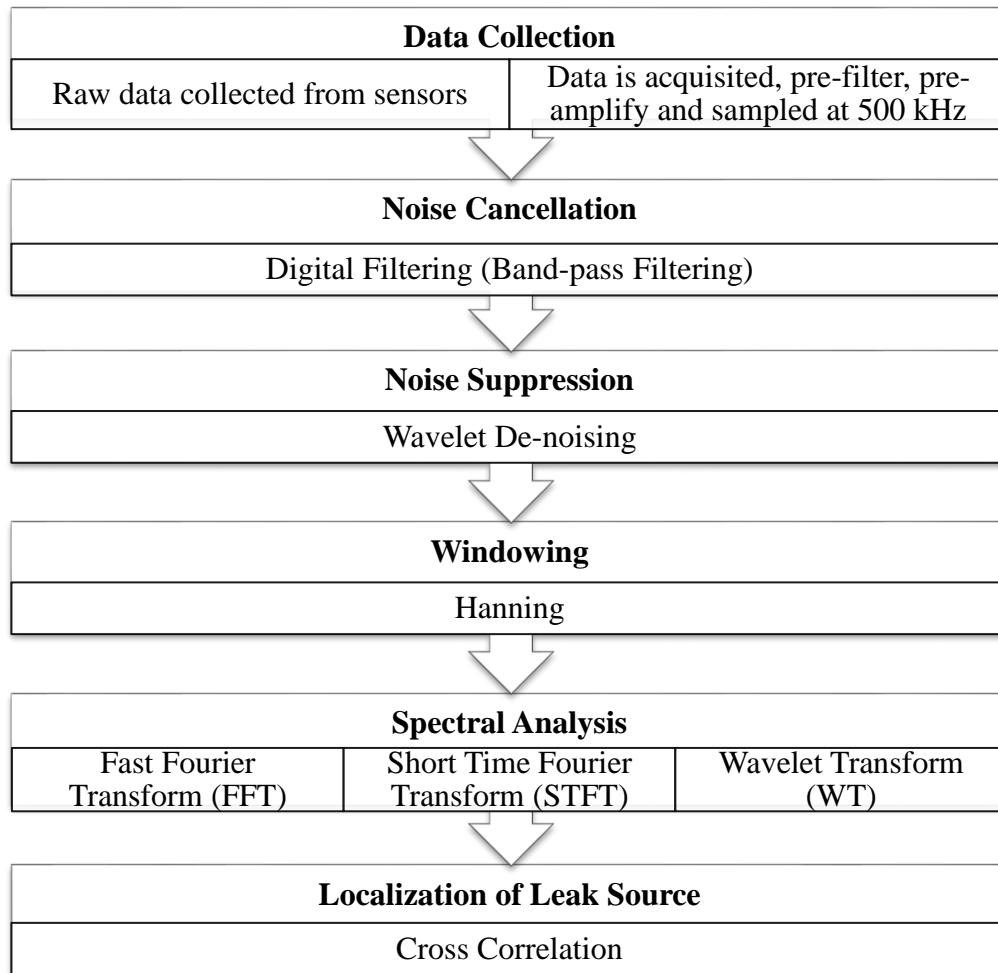 Data Collection
Raw data collected from sensors
Data is acquisited, pre-filter, pre-
amplify and sampled at 500 kHz
Noise Cancellation
Digital Filtering (Band-pass Filtering)
Noise Suppression
Wavelet De-noising
Windowing
Hanning
Spectral Analysis
Fast Fourier
Transform (FFT)
Short Time Fourier
Transform (STFT)
Wavelet Transform
(WT)
Localization of Leak Source
Cross Correlation